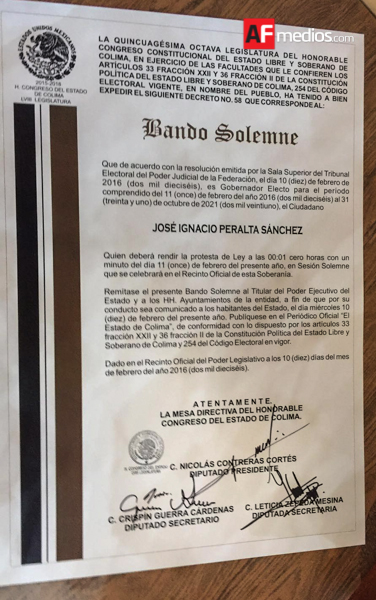 AFmedios.com
ESTADOS UNIDOS MEXICANOS
2015-2018
H. CONGRESO DEL ESTADO
DE COLIMA
LVIII LEGISLATURA
LA QUINCUAGÉSIMA OCTAVA LEGISLATURA DEL HONORABLE
CONGRESO CONSTITUCIONAL DEL ESTADO LIBRE Y SOBERANO DE
COLIMA, EN EJERCICIO DE LAS FACULTADES QUE LE CONFIEREN LOS
ARTÍCULOS 33 FRACCIÓN XXII Y 36 FRACCIÓN II DE LA CONSTITUCIÓN
POLÍTICA DEL ESTADO LIBRE Y SOBERANO DE COLIMA, 254 DEL CÓDIGO
ELECTORAL VIGENTE, EN NOMBRE DEL PUEBLO, HA TENIDO A BIEN
EXPEDIR EL SIGUIENTE DECRETO NO. 58 QUE CORRESPONDE AL:
Bando Solemne
Que de acuerdo con la resolución emitida por la Sala Superior del Tribunal
Electoral del Poder Judicial de la Federación, el día 10 (diez) de febrero de
2016 (dos mil dieciséis), es Gobernador Electo para el período
comprendido del 11 (once) de febrero del año 2016 (dos mil dieciséis) al 31
(treinta y uno) de octubre del 2021 (dos mil veintiuno), el Ciudadano
JOSÉ IGNACIO PERALTA SÁNCHEZ
Quien deberá rendir la protesta de Ley a las 00:01 cero horas con un
minuto del día 11 (once) de febrero del presente año, en Sesión Solemne
que se celebrará en el Recinto Oficial de esta Soberanía.
Remítase el presente Bando Solemne al Titular del Poder Ejecutivo del
Estado y a los HH. Ayuntamientos de la entidad, a fin de que por su
conducto sea comunicado a los habitantes del Estado, el día miércoles 10
(diez) de febrero del presente año. Publíquese en el Periódico Oficial "El
Estado de Colima", de conformidad con lo dispuesto por los artículos 33
fracción XXII y 36 fracción II de la Constitución Política del Estado Libre y
Soberano de Colima y 254 del Código Electoral en vigor.
Dado en el Recinto Oficial del Poder Legislativo a los 10 (diez) días del mes
de febrero del año 2016 (dos mil dieciséis).
ATENTAMENTE.
LA MESA DIRECTIVA DEL HONORABLE
CONGRESO DEL ESTADO DE COLIMA.
C. NICOLÁS CONTRERAS CORTÉS
DIPUTADO PRESIDENTE
C. CRISPÍN GUERRA CÁRDENAS
DIPUTADO SECRETARIO
C. LETICIA ZEPEDA MESINA
DIPUTADA SECRETARIA